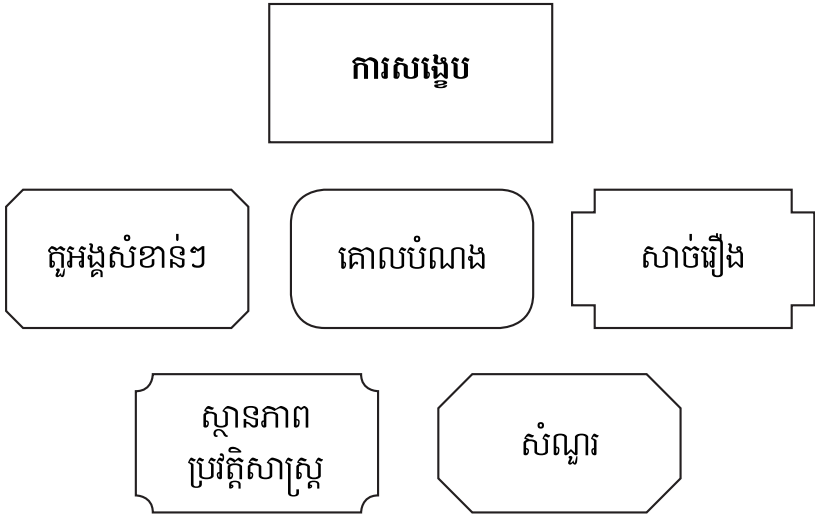 ការសង្ខេប
តួអង្គសំខាន់ៗ
គោលបំណង
សាច់រឿង
ស្ថានភាព
ប្រវត្តិសាស្ត្រ
សំណួរ